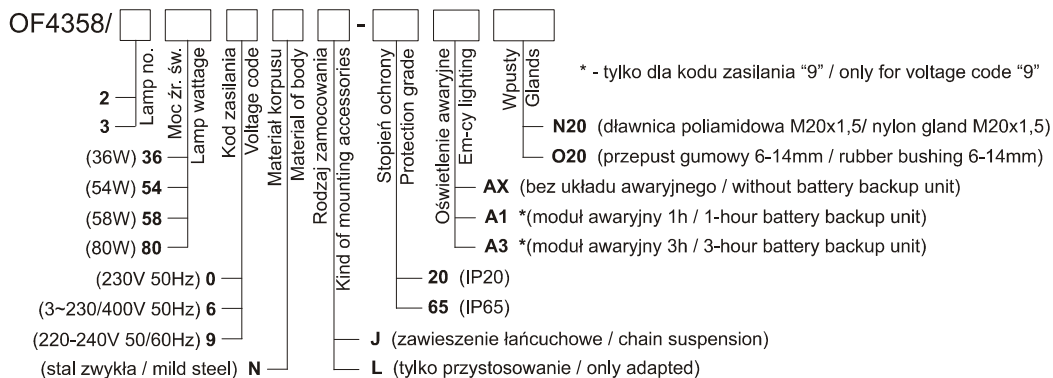 OF4358/ -
Lamp no.
Moc źr. św.
Lamp wattage
Kod zasilania
Voltage code
Materiał korpusu
Material of body
Rodzaj zamocowania
Kind of mounting accessories
Stopień ochrony
Protection grade
Oświetlenie awaryjne
Em-cy lighting
Wpusty
Glands
* - tylko dla kodu zasilania “9” / only for voltage code “9”
2
3
N20 (dławnica poliamidowa M20x1,5/ nylon gland M20x1,5)
O20 (przepust gumowy 6-14mm / rubber bushing 6-14mm)
(36W) 36
(54W) 54
(58W) 58
(80W) 80
AX (bez układu awaryjnego / without battery backup unit)
A1 *(moduł awaryjny 1h / 1-hour battery backup unit)
A3 *(moduł awaryjny 3h / 3-hour battery backup unit)
(230V 50Hz) 0
(3~230/400V 50Hz) 6
(220-240V 50/60Hz) 9
20 (IP20)
65 (IP65)
(stal zwykła / mild steel) N
J (zawieszenie łańcuchowe / chain suspension)
L (tylko przystosowanie / only adapted)